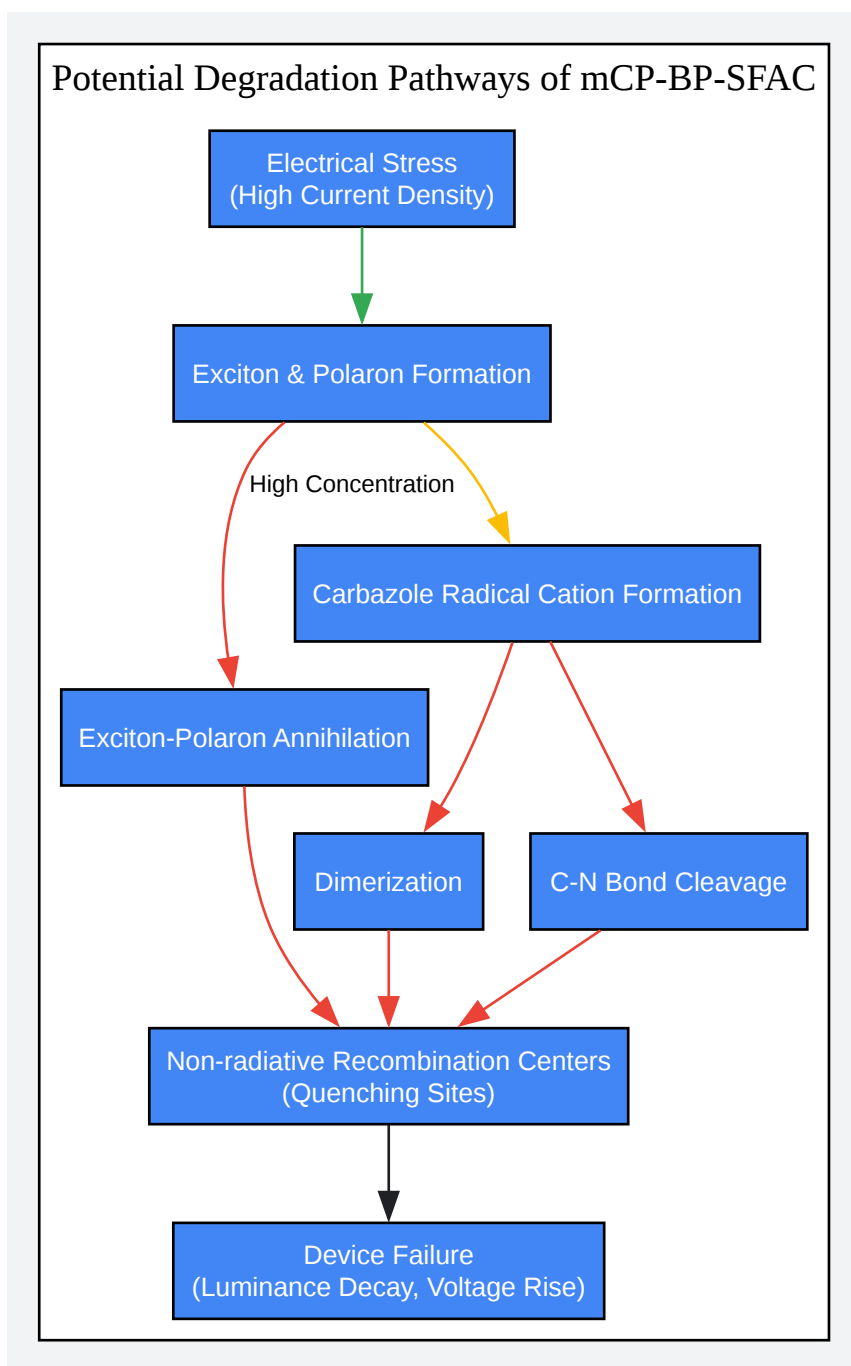 Potential Degradation Pathways of mCP-BP-SFAC
Electrical Stress
(High Current Density)
Exciton & Polaron Formation
High Concentration
Carbazole Radical Cation Formation
Exciton-Polaron Annihilation
Dimerization
C-N Bond Cleavage
Non-radiative Recombination Centers
(Quenching Sites)
Device Failure
(Luminance Decay, Voltage Rise)